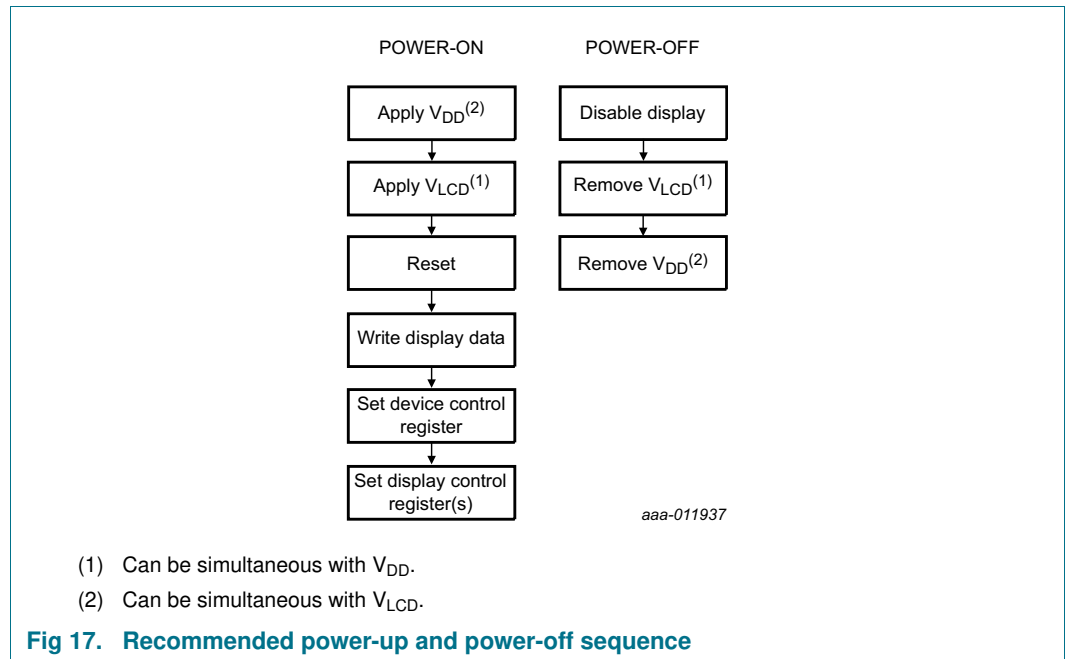 POWER-ON
Apply VDD(2)
Apply VLCD(1)
Reset
Write display data
Set device control
register
Set display control
register(s)
POWER-OFF
Disable display
Remove VLCD(1)
Remove VDD(2)
aaa-011937
(1) Can be simultaneous with VDD.
(2) Can be simultaneous with VLCD.
Fig 17. Recommended power-up and power-off sequence